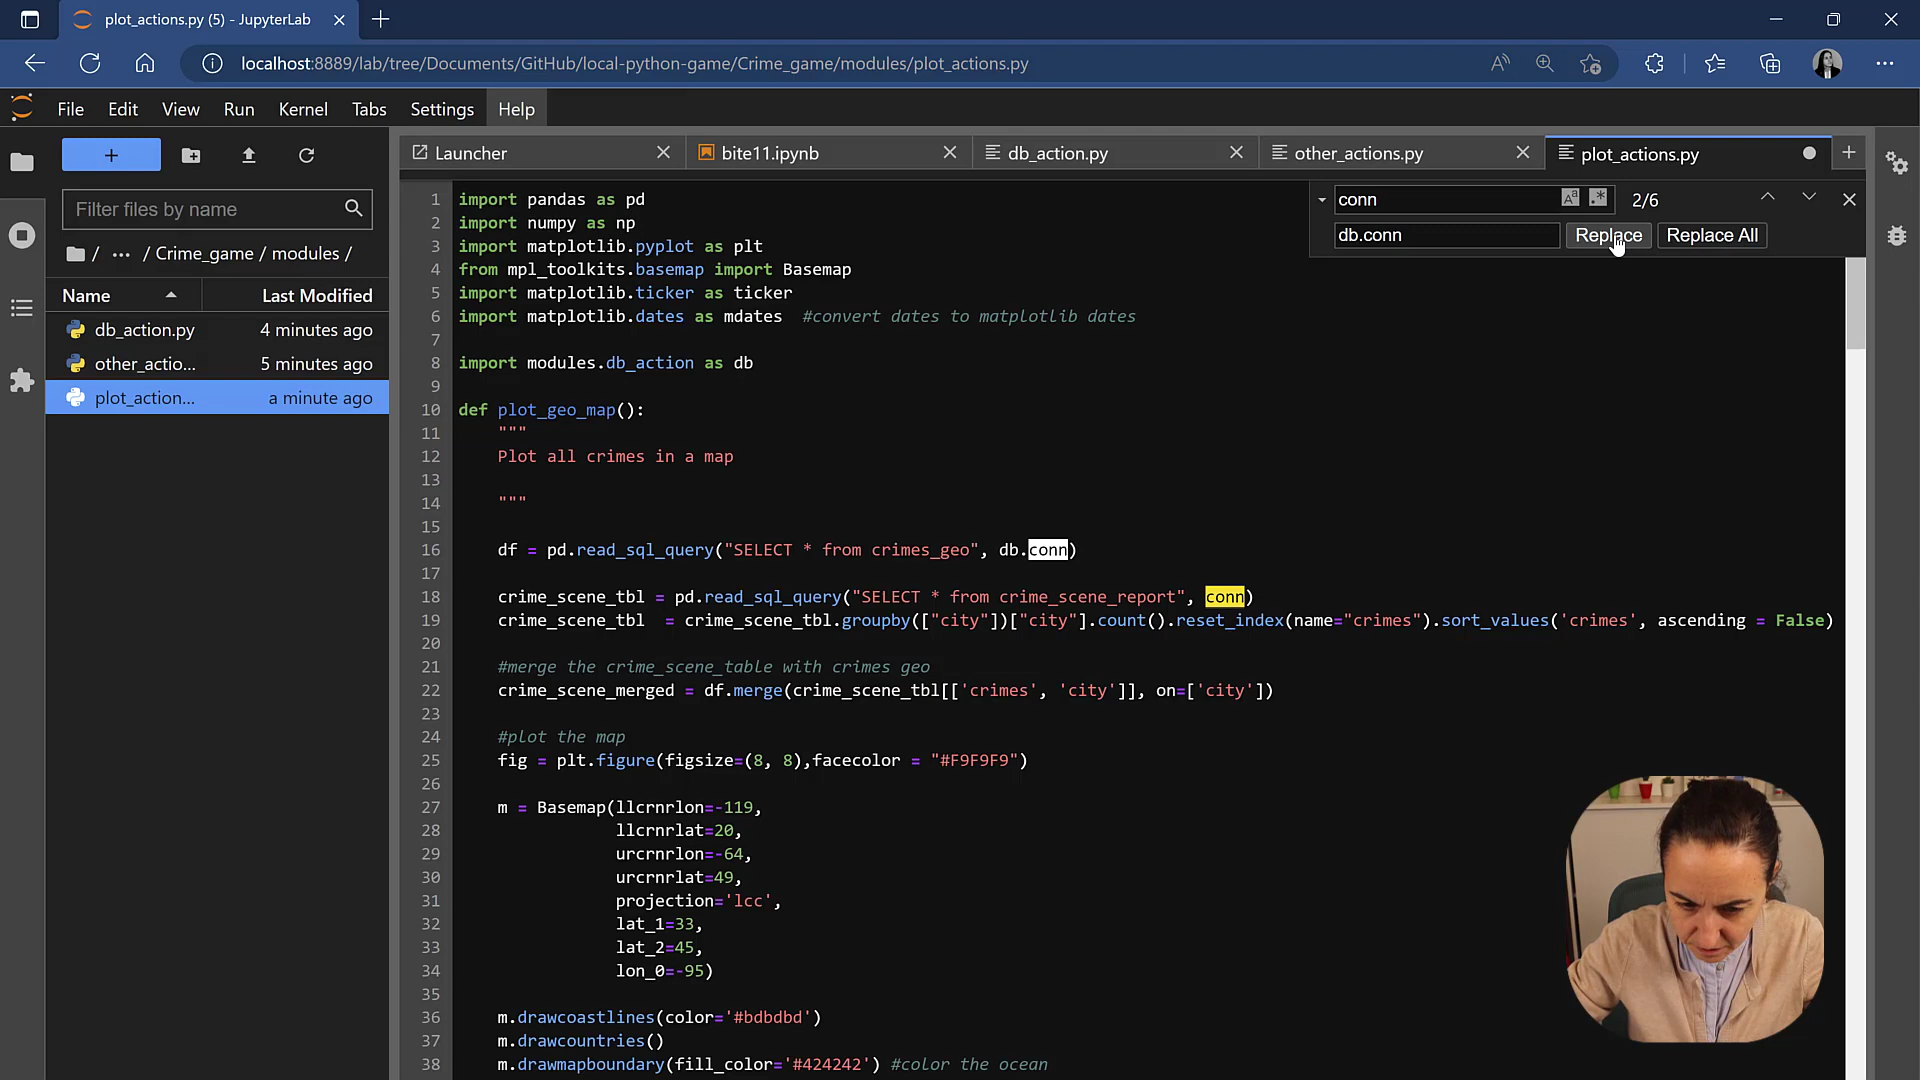 plot_actions.py (5) - JupyterLab
localhost:8889/lab/tree/Documents/GitHub/local-python-game/Crime_game/modules/plot_actions.py
File Edit View Run Kernel Tabs Settings Help
Launcher bite11.ipynb db_action.py other_actions.py plot_actions.py
Filter files by name
/ ... / Crime_game / modules /
Name Last Modified
db_action.py 4 minutes ago
other_actio... 5 minutes ago
plot_action... a minute ago
conn 2/6
db.conn Replace Replace All
1 import pandas as pd
2 import numpy as np
3 import matplotlib.pyplot as plt
4 from mpl_toolkits.basemap import Basemap
5 import matplotlib.ticker as ticker
6 import matplotlib.dates as mdates  #convert dates to matplotlib dates
7
8 import modules.db_action as db
9
10 def plot_geo_map():
11     """
12     Plot all crimes in a map
13
14     """
15
16     df = pd.read_sql_query("SELECT * from crimes_geo", db.conn)
17
18     crime_scene_tbl = pd.read_sql_query("SELECT * from crime_scene_report", conn)
19     crime_scene_tbl  = crime_scene_tbl.groupby(["city"])["city"].count().reset_index(name="crimes").sort_values('crimes', ascending = False)
20
21     #merge the crime_scene_table with crimes geo
22     crime_scene_merged = df.merge(crime_scene_tbl[['crimes', 'city']], on=['city'])
23
24     #plot the map
25     fig = plt.figure(figsize=(8, 8),facecolor = "#F9F9F9")
26
27     m = Basemap(llcrnrlon=-119,
28                 llcrnrlat=20,
29                 urcrnrlon=-64,
30                 urcrnrlat=49,
31                 projection='lcc',
32                 lat_1=33,
33                 lat_2=45,
34                 lon_0=-95)
35
36     m.drawcoastlines(color='#bdbdbd')
37     m.drawcountries()
38     m.drawmapboundary(fill_color='#424242') #color the ocean